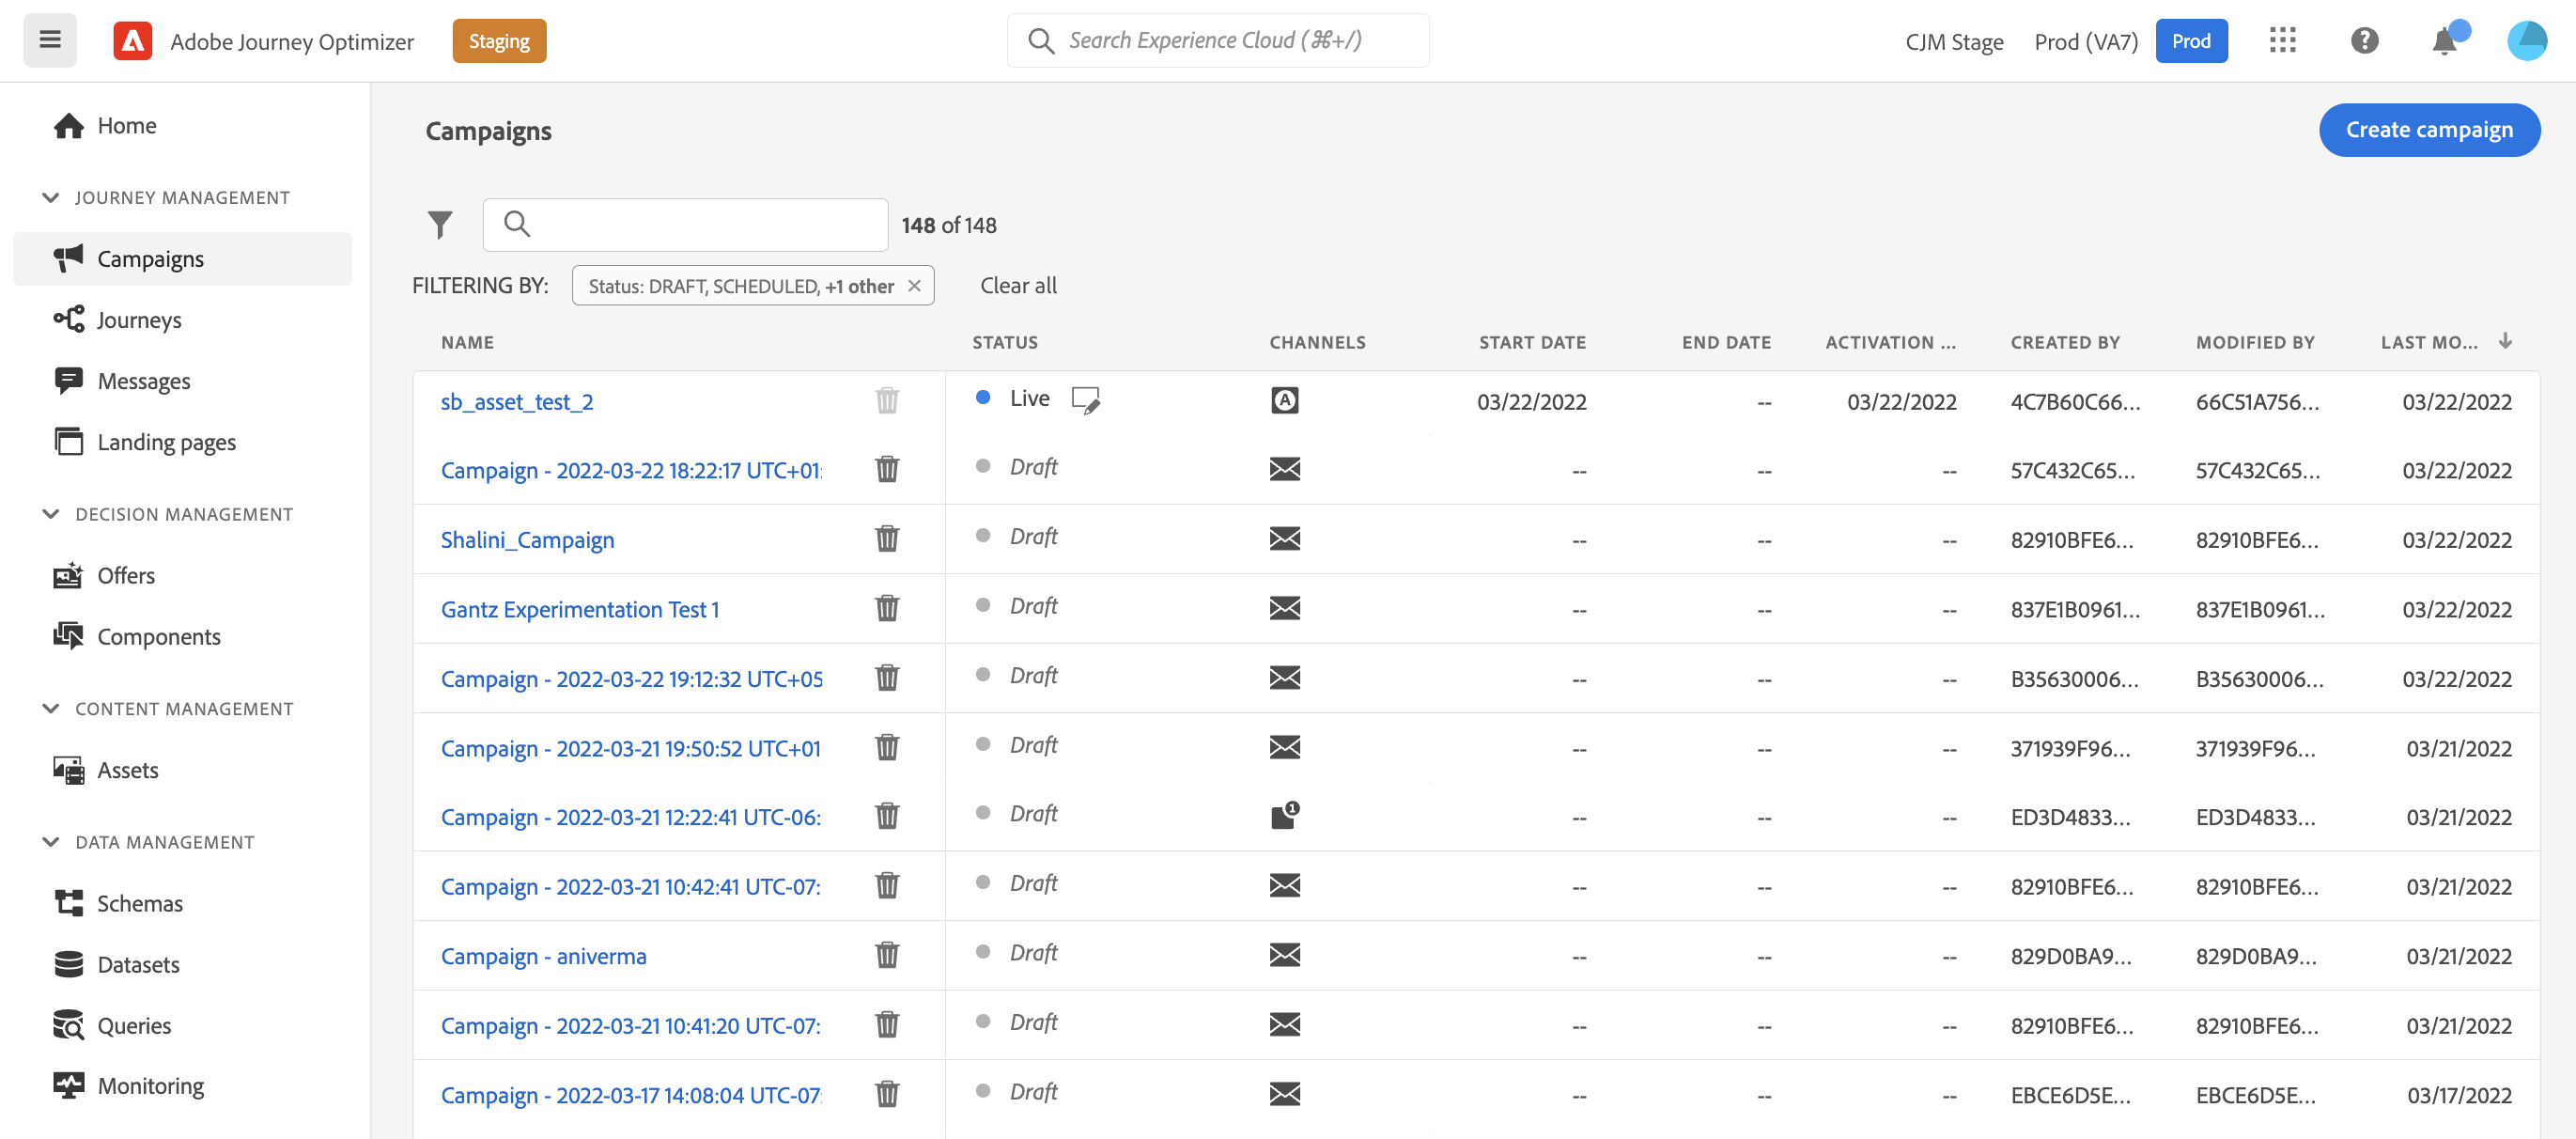 Adobe Journey Optimizer Staging Search Experience Cloud (⌘+/) CJM Stage Prod (VA7) Prod
Home
JOURNEY MANAGEMENT
Campaigns
Journeys
Messages
Landing pages
DECISION MANAGEMENT
Offers
Components
CONTENT MANAGEMENT
Assets
DATA MANAGEMENT
Schemas
Datasets
Queries
Monitoring
Campaigns Create campaign
148 of 148
FILTERING BY: Status: DRAFT, SCHEDULED, +1 other Clear all
NAME STATUS CHANNELS START DATE END DATE ACTIVATION ... CREATED BY MODIFIED BY LAST MO...
sb_asset_test_2 Live 03/22/2022 -- 03/22/2022 4C7B60C66... 66C51A756... 03/22/2022
Campaign - 2022-03-22 18:22:17 UTC+01: Draft -- -- -- 57C432C65... 57C432C65... 03/22/2022
Shalini_Campaign Draft -- -- -- 82910BFE6... 82910BFE6... 03/22/2022
Gantz Experimentation Test 1 Draft -- -- -- 837E1B0961... 837E1B0961... 03/22/2022
Campaign - 2022-03-22 19:12:32 UTC+05 Draft -- -- -- B35630006... B35630006... 03/22/2022
Campaign - 2022-03-21 19:50:52 UTC+01 Draft -- -- -- 371939F96... 371939F96... 03/21/2022
Campaign - 2022-03-21 12:22:41 UTC-06: Draft 1 -- -- -- ED3D4833... ED3D4833... 03/21/2022
Campaign - 2022-03-21 10:42:41 UTC-07: Draft -- -- -- 82910BFE6... 82910BFE6... 03/21/2022
Campaign - aniverma Draft -- -- -- 829D0BA9... 829D0BA9... 03/21/2022
Campaign - 2022-03-21 10:41:20 UTC-07: Draft -- -- -- 82910BFE6... 82910BFE6... 03/21/2022
Campaign - 2022-03-17 14:08:04 UTC-07: Draft -- -- -- EBCE6D5E... EBCE6D5E... 03/17/2022